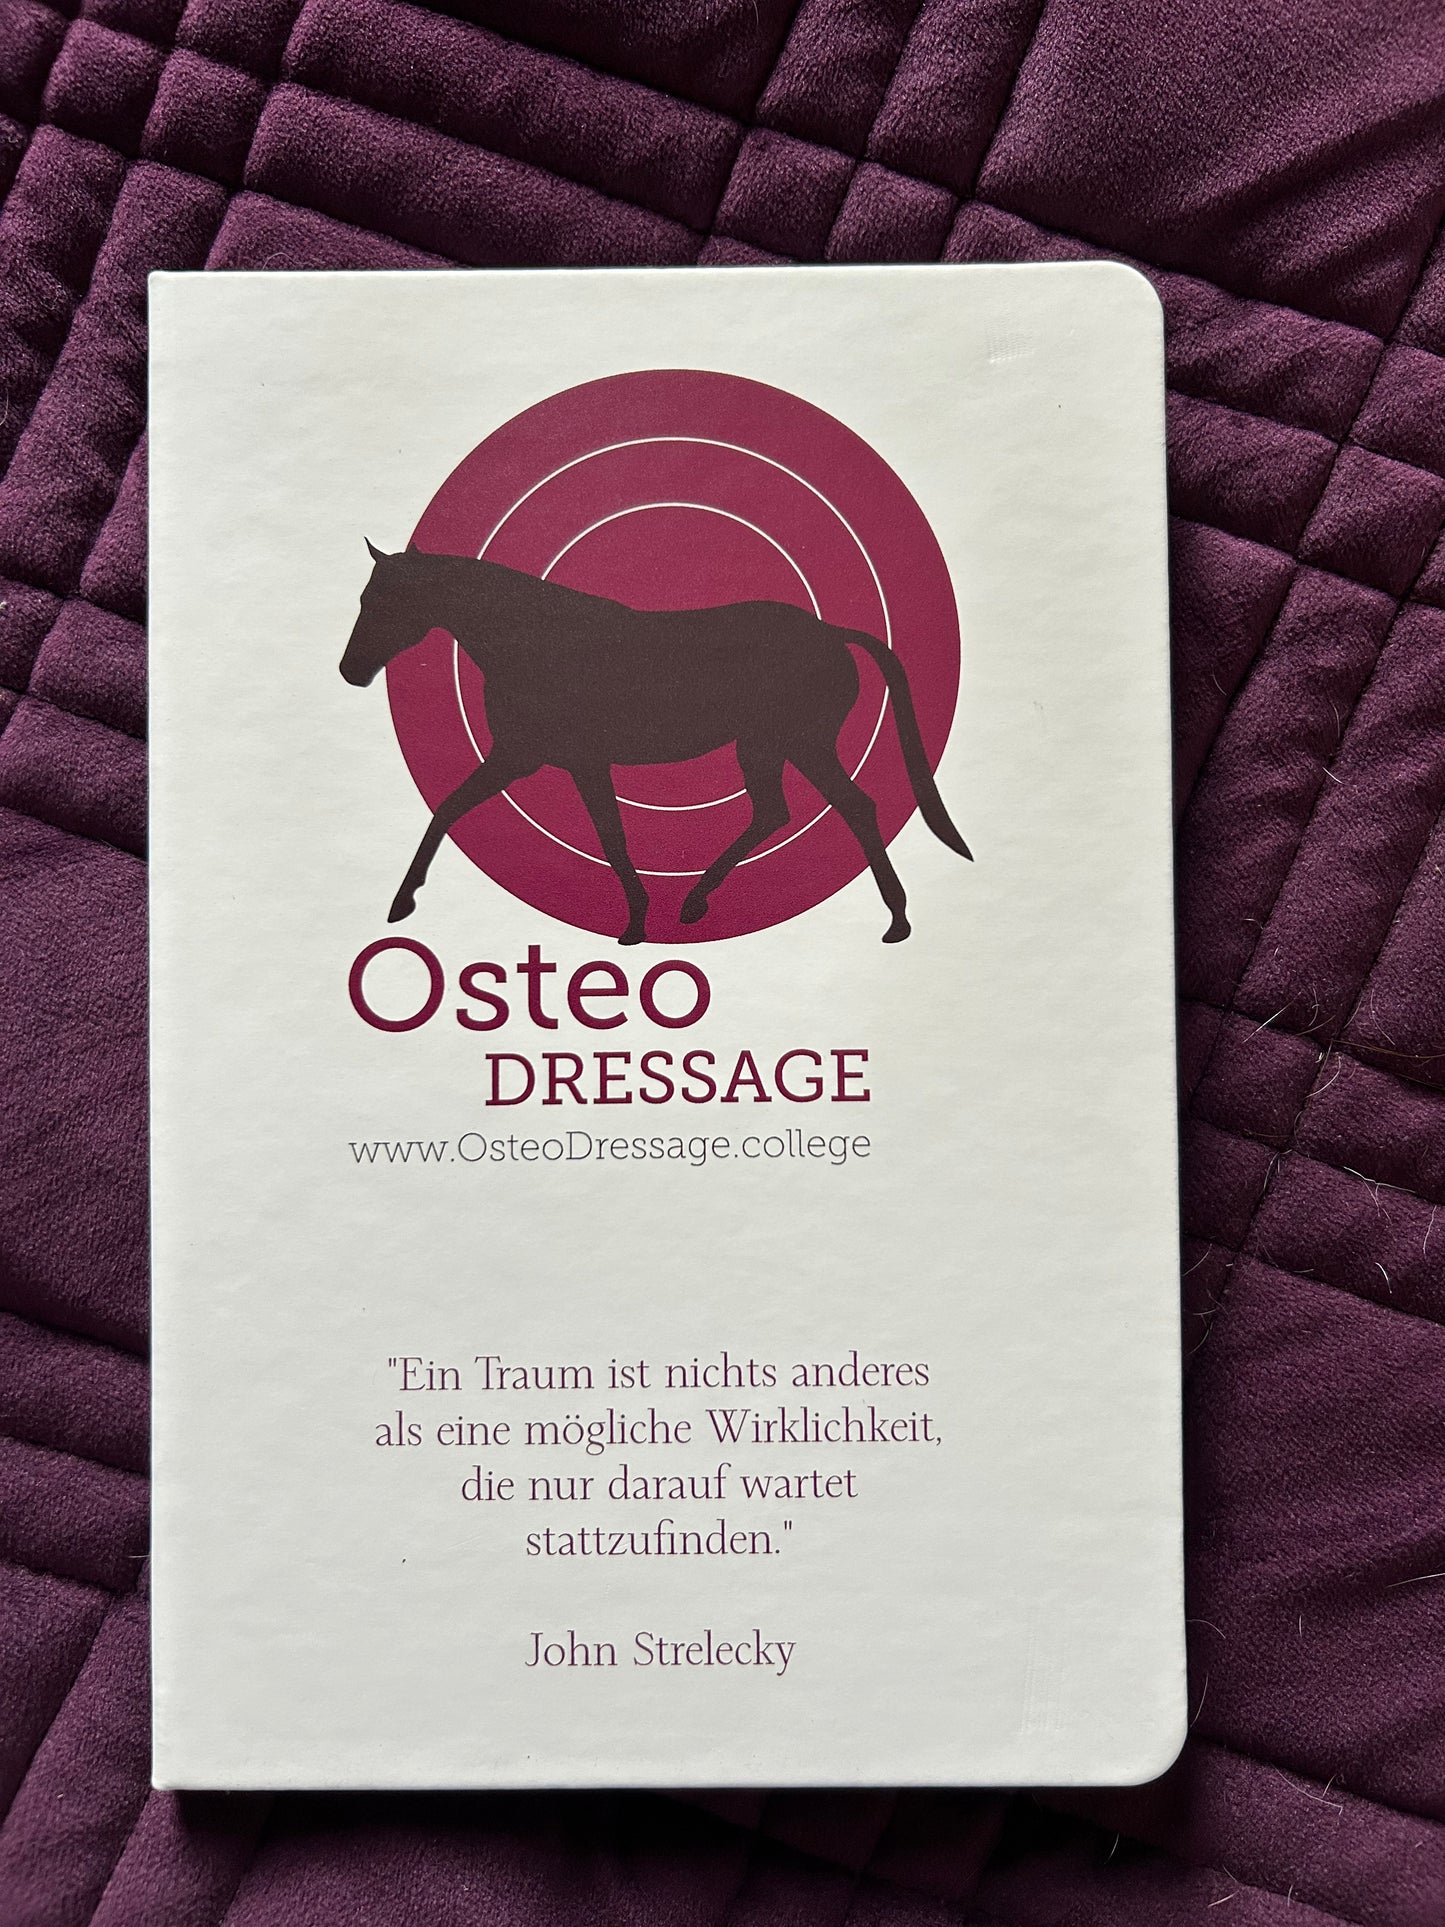 Osteo
DRESSAGE
www.OsteoDressage.college
"Ein Traum ist nichts anderes
als eine mögliche Wirklichkeit,
die nur darauf wartet
stattzufinden."
John Strelecky